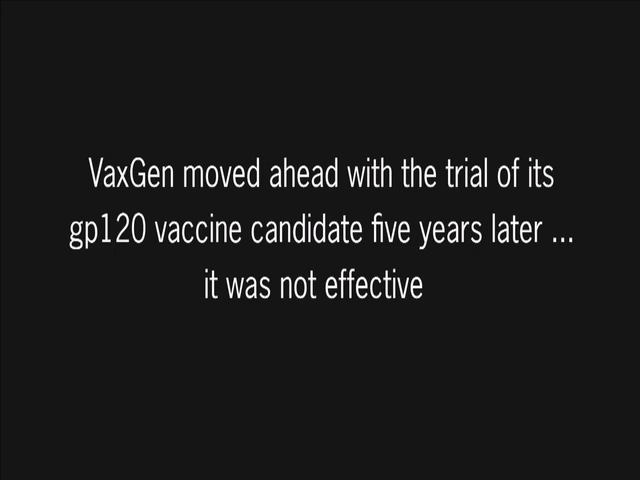 VaxGen moved ahead with the trial of its
gp120 vaccine candidate five years later ...
it was not effective